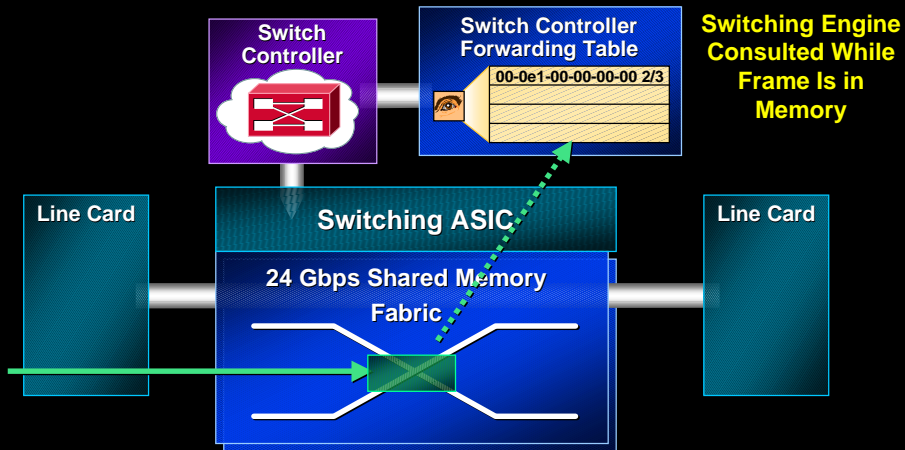 Switch
Controller
Switch Controller
Forwarding Table
00-0e1-00-00-00-00 2/3
Switching Engine
Consulted While
Frame Is in
Memory
Line Card
Switching ASIC
Line Card
24 Gbps Shared Memory
Fabric